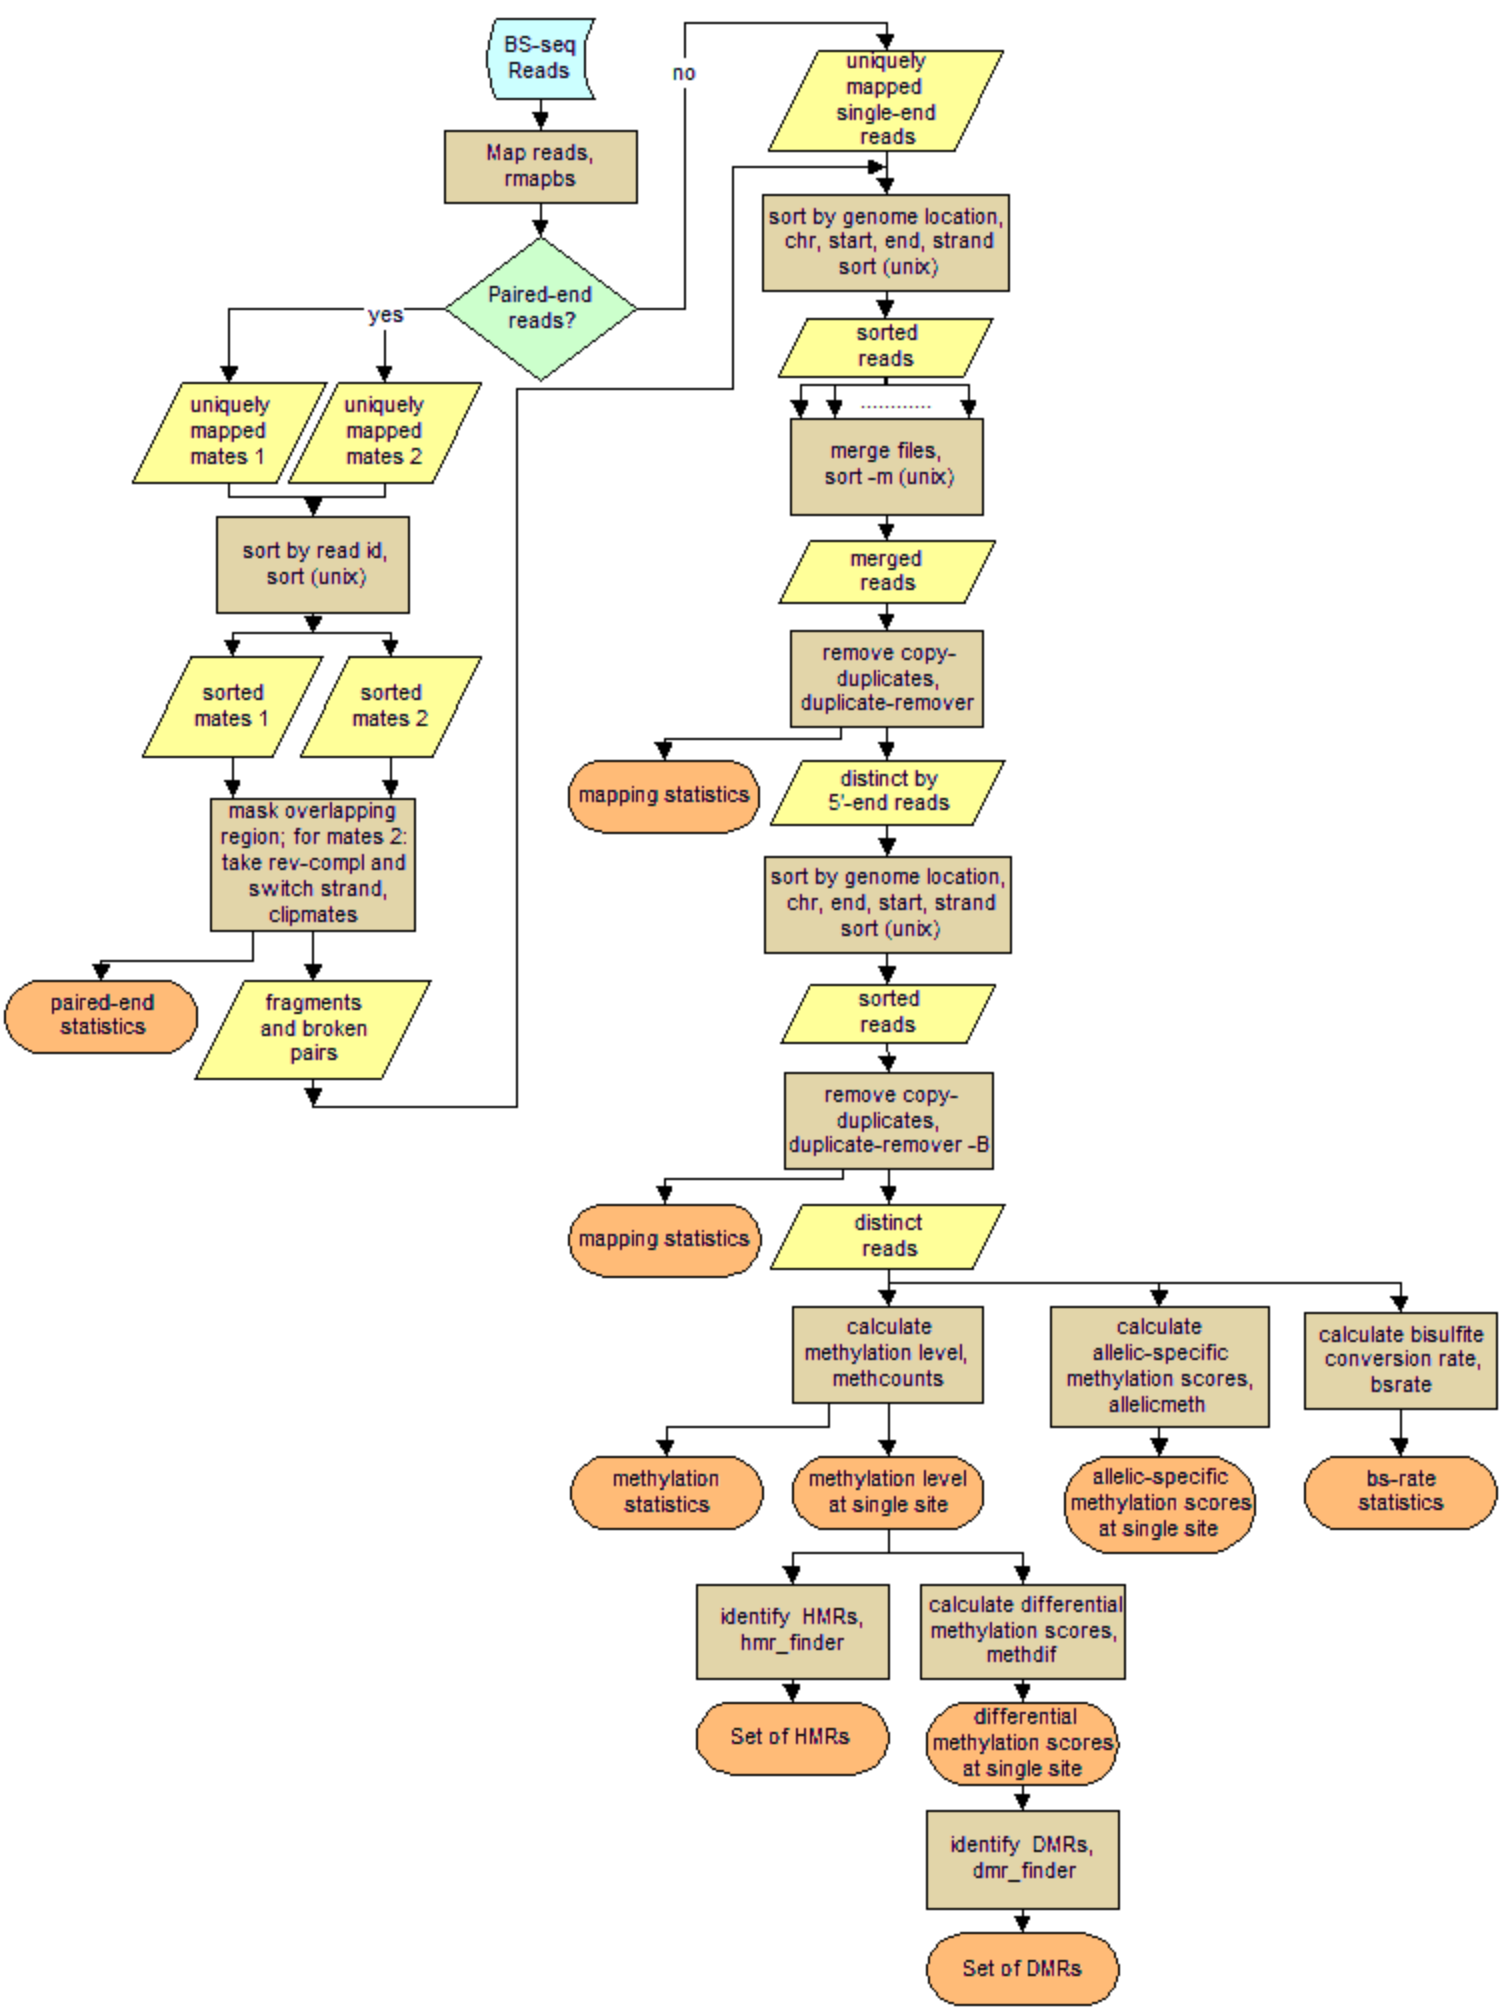 BS-seq
Reads
Map reads,
rmapbs
Paired-end
reads?
yes
no
uniquely
mapped
mates 1
uniquely
mapped
mates 2
sort by read id,
sort (unix)
sorted
mates 1
sorted
mates 2
mask overlapping
region; for mates 2:
take rev-compl and
switch strand,
clipmates
paired-end
statistics
fragments
and broken
pairs
uniquely
mapped
single-end
reads
sort by genome location,
chr, start, end, strand
sort (unix)
sorted
reads
............
merge files,
sort -m (unix)
merged
reads
remove copy-
duplicates,
duplicate-remover
mapping statistics
distinct by
5'-end reads
sort by genome location,
chr, end, start, strand
sort (unix)
sorted
reads
remove copy-
duplicates,
duplicate-remover -B
mapping statistics
distinct
reads
calculate
methylation level,
methcounts
calculate
allelic-specific
methylation scores,
allelicmeth
calculate bisulfite
conversion rate,
bsrate
methylation
statistics
methylation level
at single site
allelic-specific
methylation scores
at single site
bs-rate
statistics
identify HMRs,
hmr_finder
calculate differential
methylation scores,
methdif
Set of HMRs
differential
methylation scores
at single site
identify DMRs,
dmr_finder
Set of DMRs